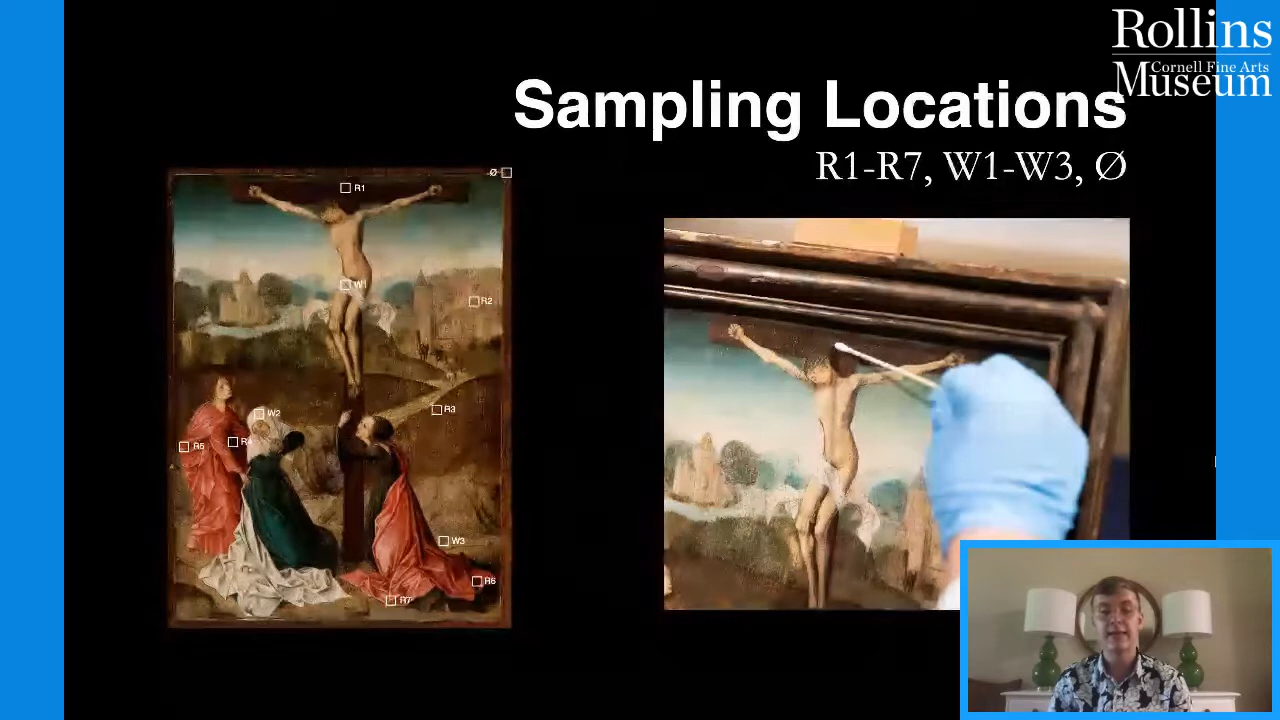 Rollins
Cornell Fine Arts
Museum
Sampling Locations
R1-R7, W1-W3, Ø
Ø
R1
W1
R2
R3
W2
R4
R5
W3
R6
R7